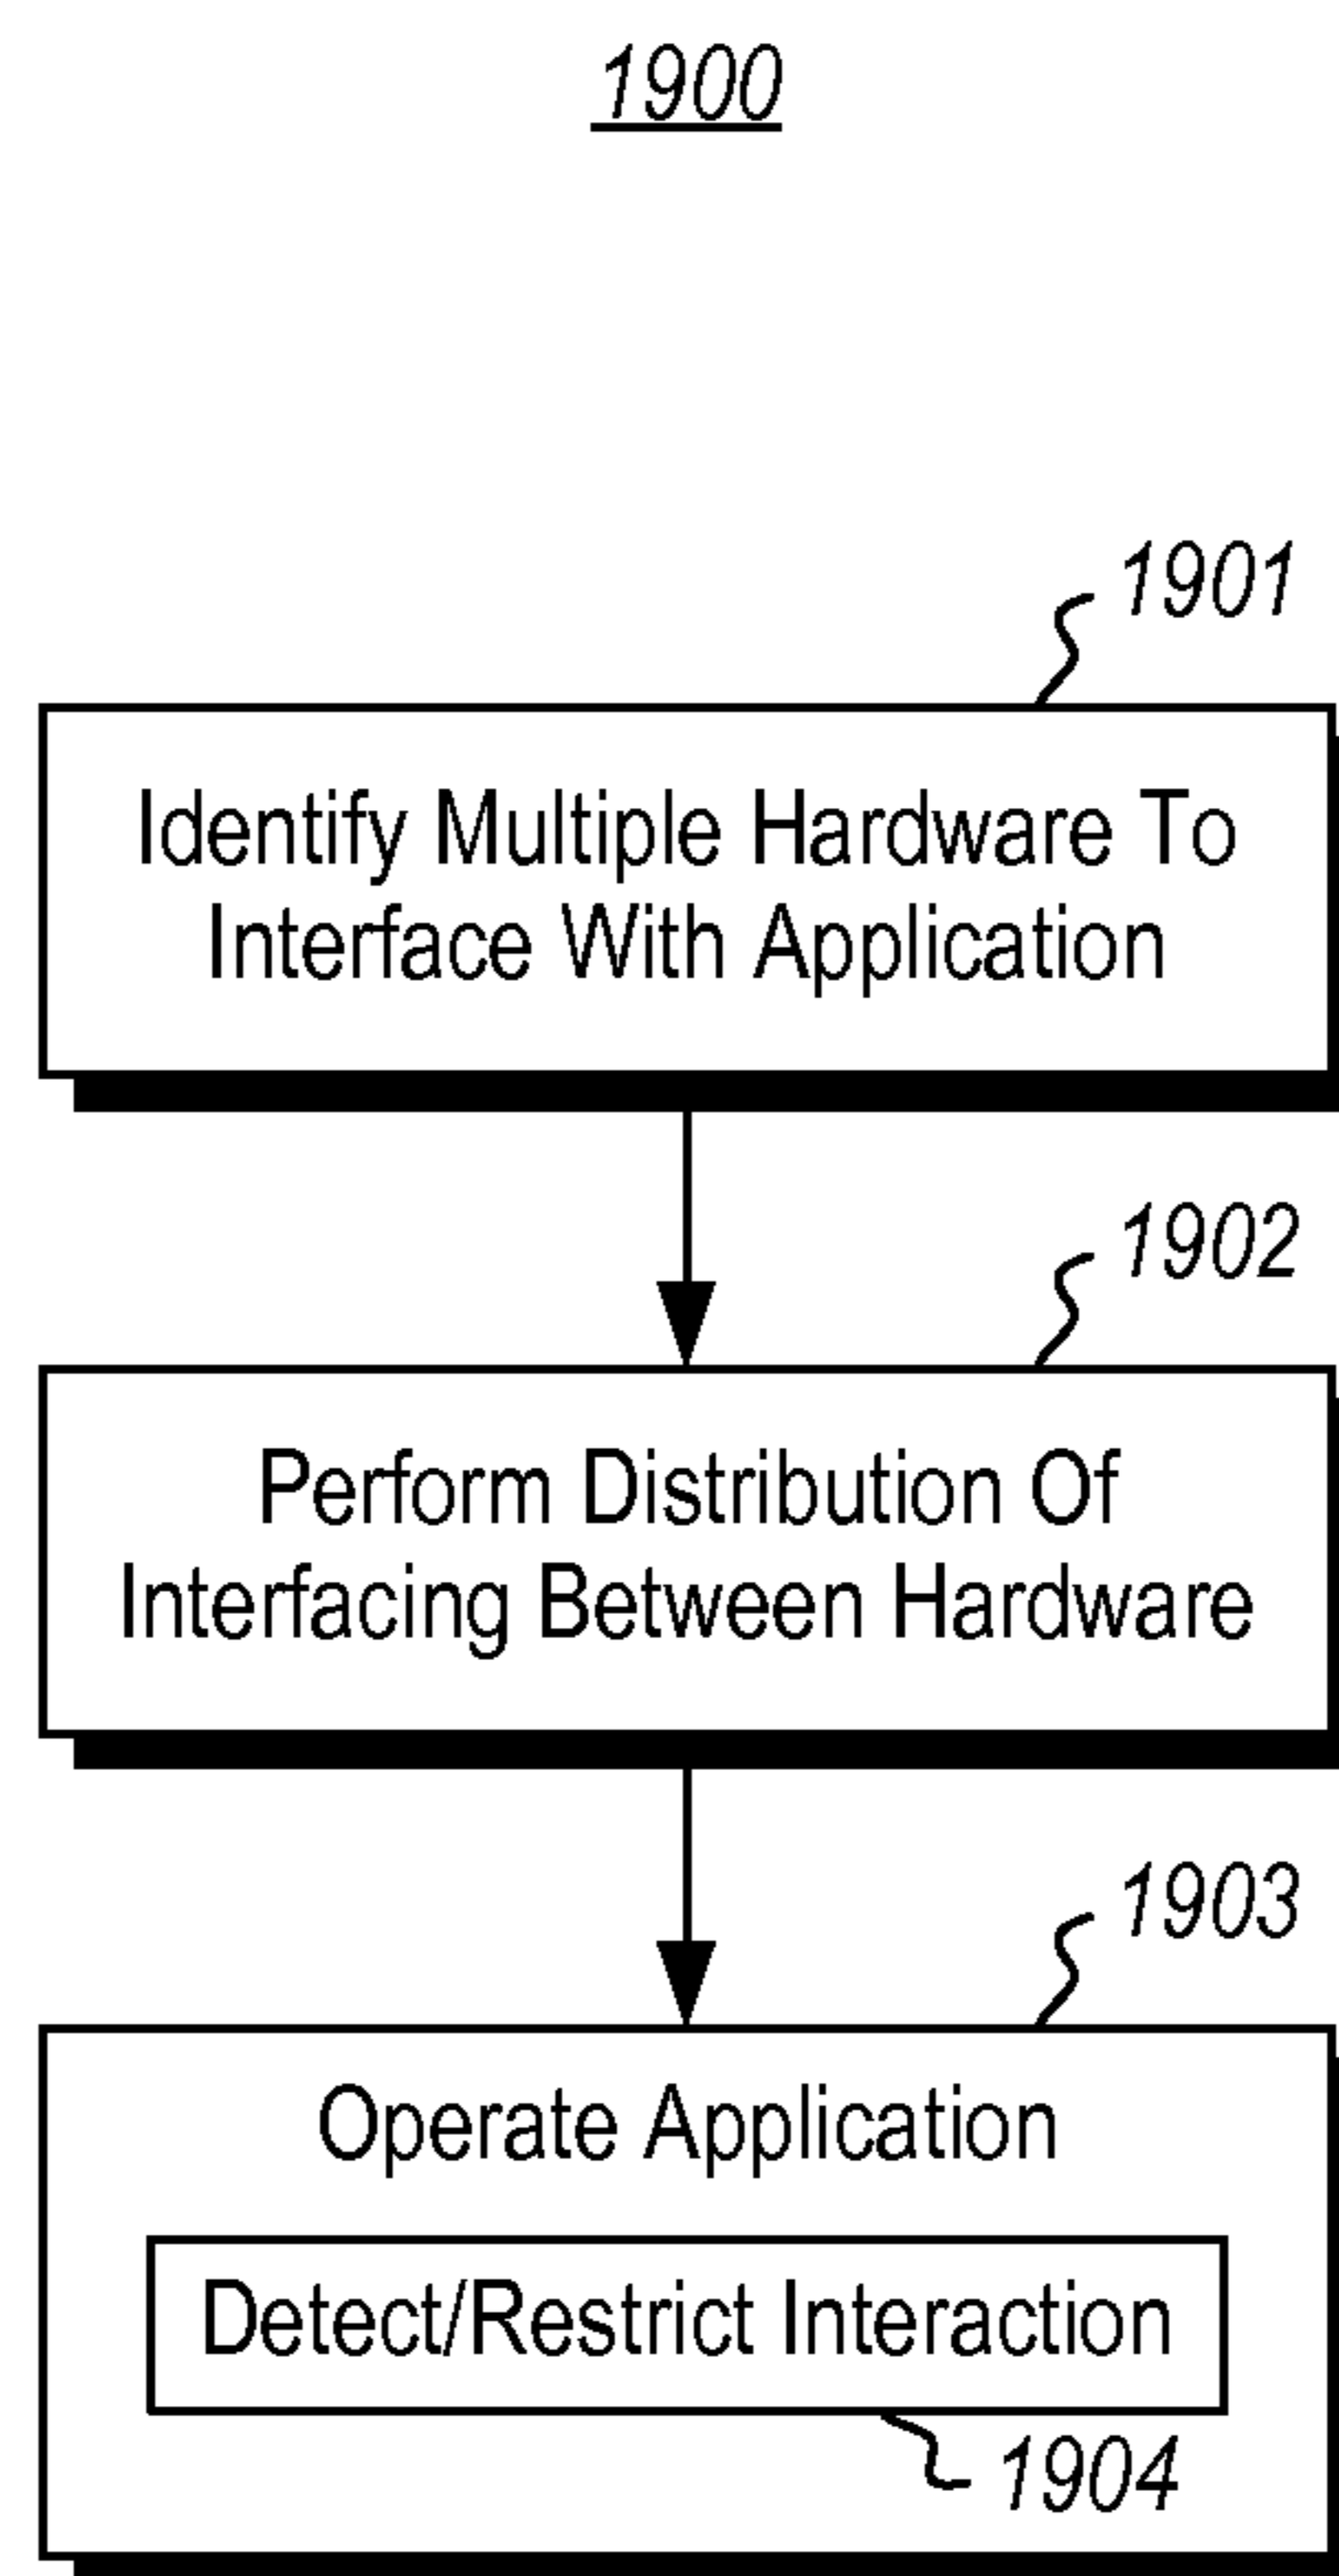 1900
1901
Identify Multiple Hardware To
Interface With Application
1902
Perform Distribution Of
Interfacing Between Hardware
1903
Operate Application
Detect/Restrict Interaction
1904